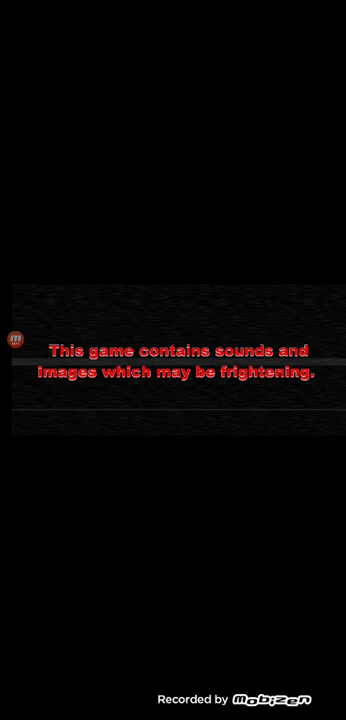 This game contains sounds and
images which may be frightening.
Recorded by mobizen